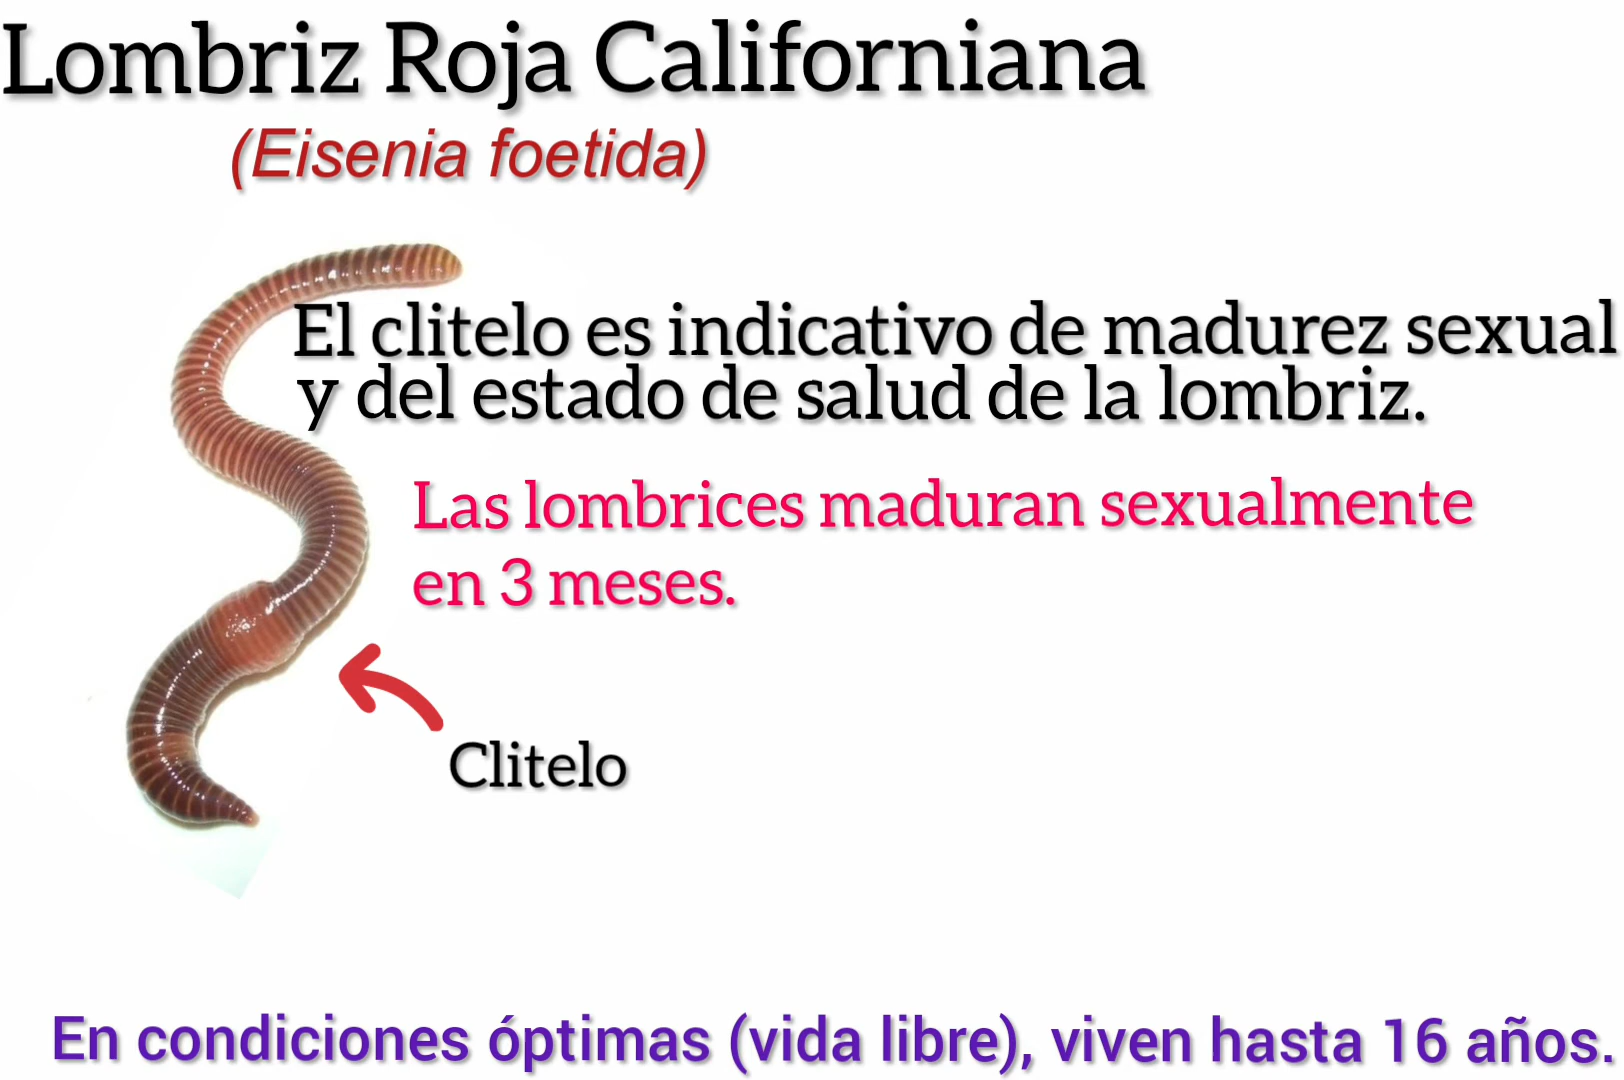 Lombriz Roja Californiana
(Eisenia foetida)
El clitelo es indicativo de madurez sexual
y del estado de salud de la lombriz.
Las lombrices maduran sexualmente
en 3 meses.
Clitelo
En condiciones óptimas (vida libre), viven hasta 16 años.